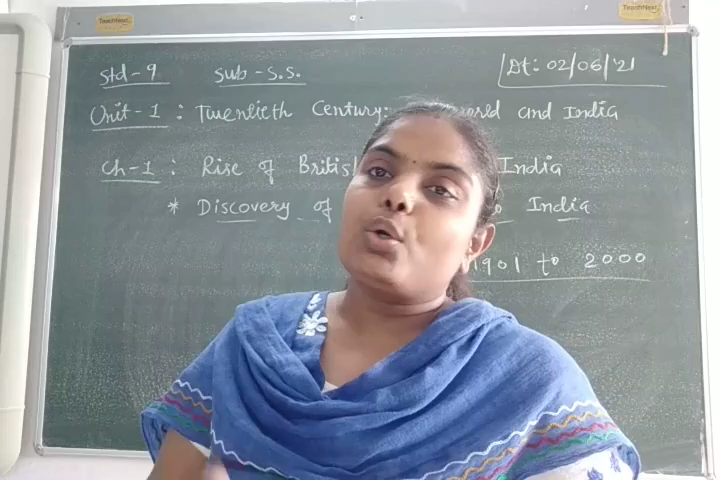 TeachNext
TeachNext
Std-9 Sub-S.S. Dt: 02/06/21
Unit-1 : Twentieth Century: and India
Ch-1 : Rise of India
* Discovery of India
1901 to 2000